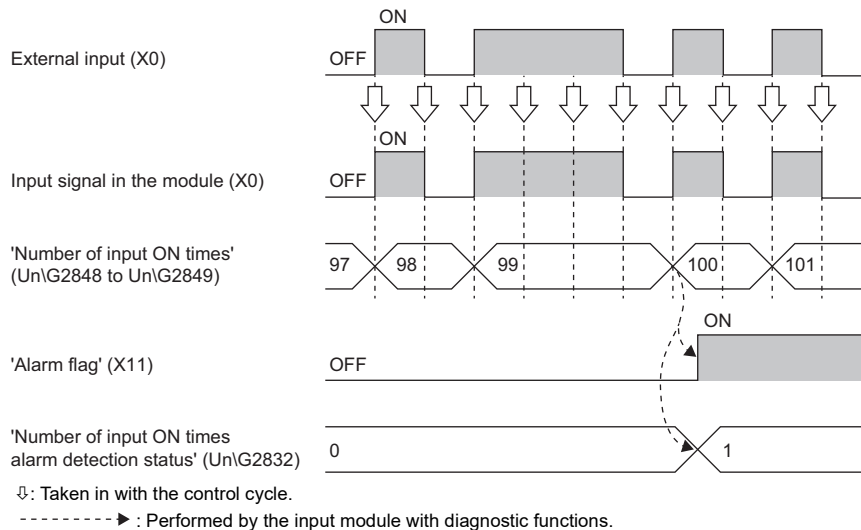 ON
External input (X0)
OFF
ON
Input signal in the module (X0)
OFF
'Number of input ON times'
(Un\G2848 to Un\G2849)
97 98 99 100 101
ON
'Alarm flag' (X11)
OFF
'Number of input ON times
alarm detection status' (Un\G2832)
0 1
⇩: Taken in with the control cycle.
: Performed by the input module with diagnostic functions.